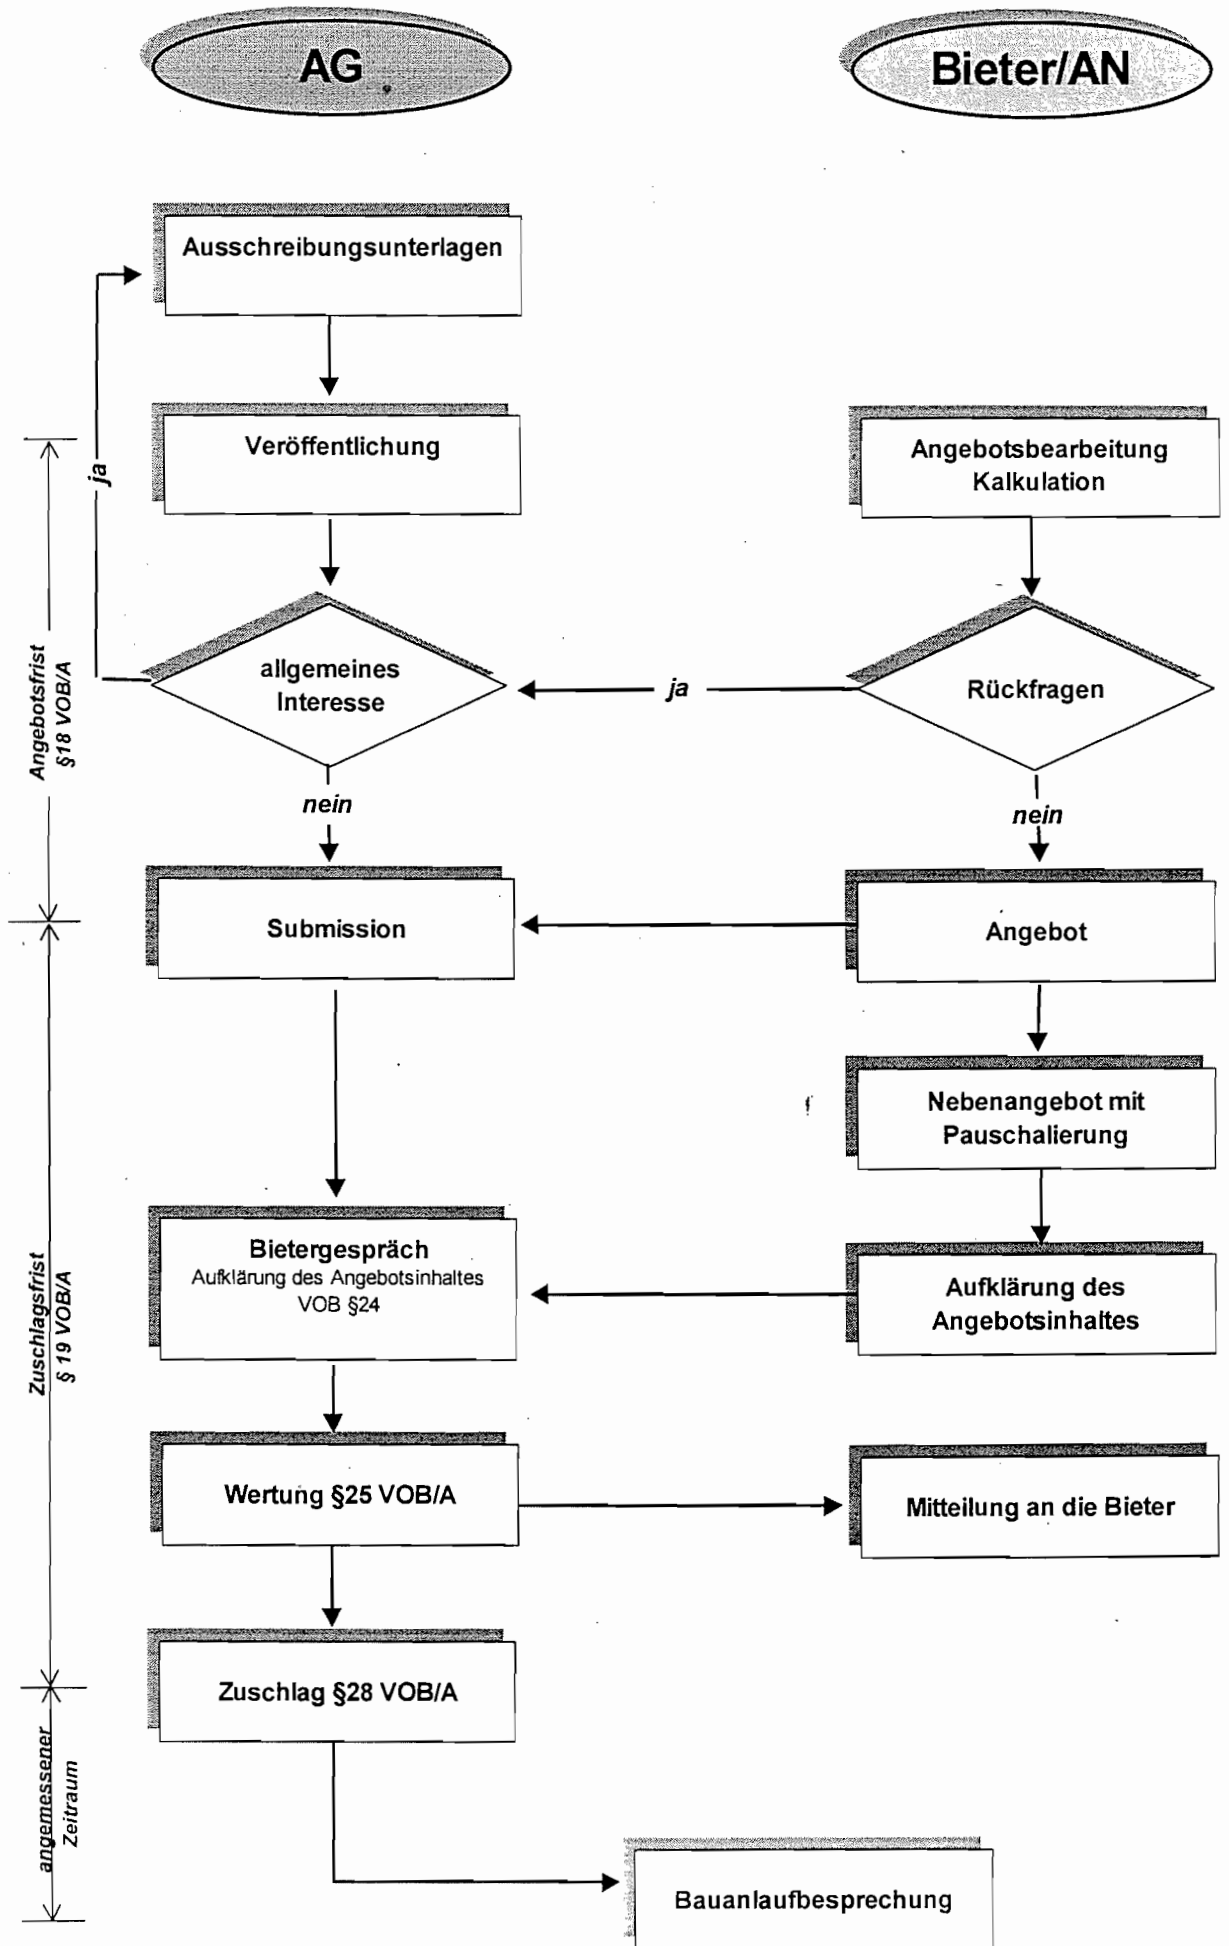 AG
Bieter/AN
Ausschreibungsunterlagen
Veröffentlichung
Angebotsbearbeitung
Kalkulation
ja
Angebotsfrist
§18 VOB/A
allgemeines
Interesse
ja
Rückfragen
nein
nein
Submission
Angebot
Nebenangebot mit
Pauschalierung
Zuschlagsfrist
§ 19 VOB/A
Bietergespräch
Aufklärung des Angebotsinhaltes
VOB §24
Aufklärung des
Angebotsinhaltes
Wertung §25 VOB/A
Mitteilung an die Bieter
Zuschlag §28 VOB/A
angemessener
Zeitraum
Bauanlaufbesprechung